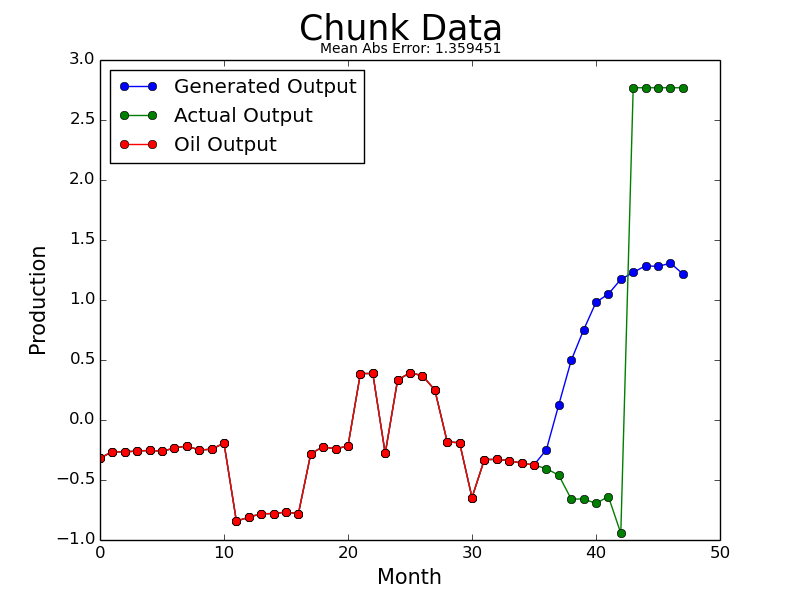 Chunk Data
Mean Abs Error: 1.359451
Generated Output
Actual Output
Oil Output
3.0
2.5
2.0
1.5
1.0
0.5
0.0
−0.5
−1.0
Production
0 10 20 30 40 50
Month